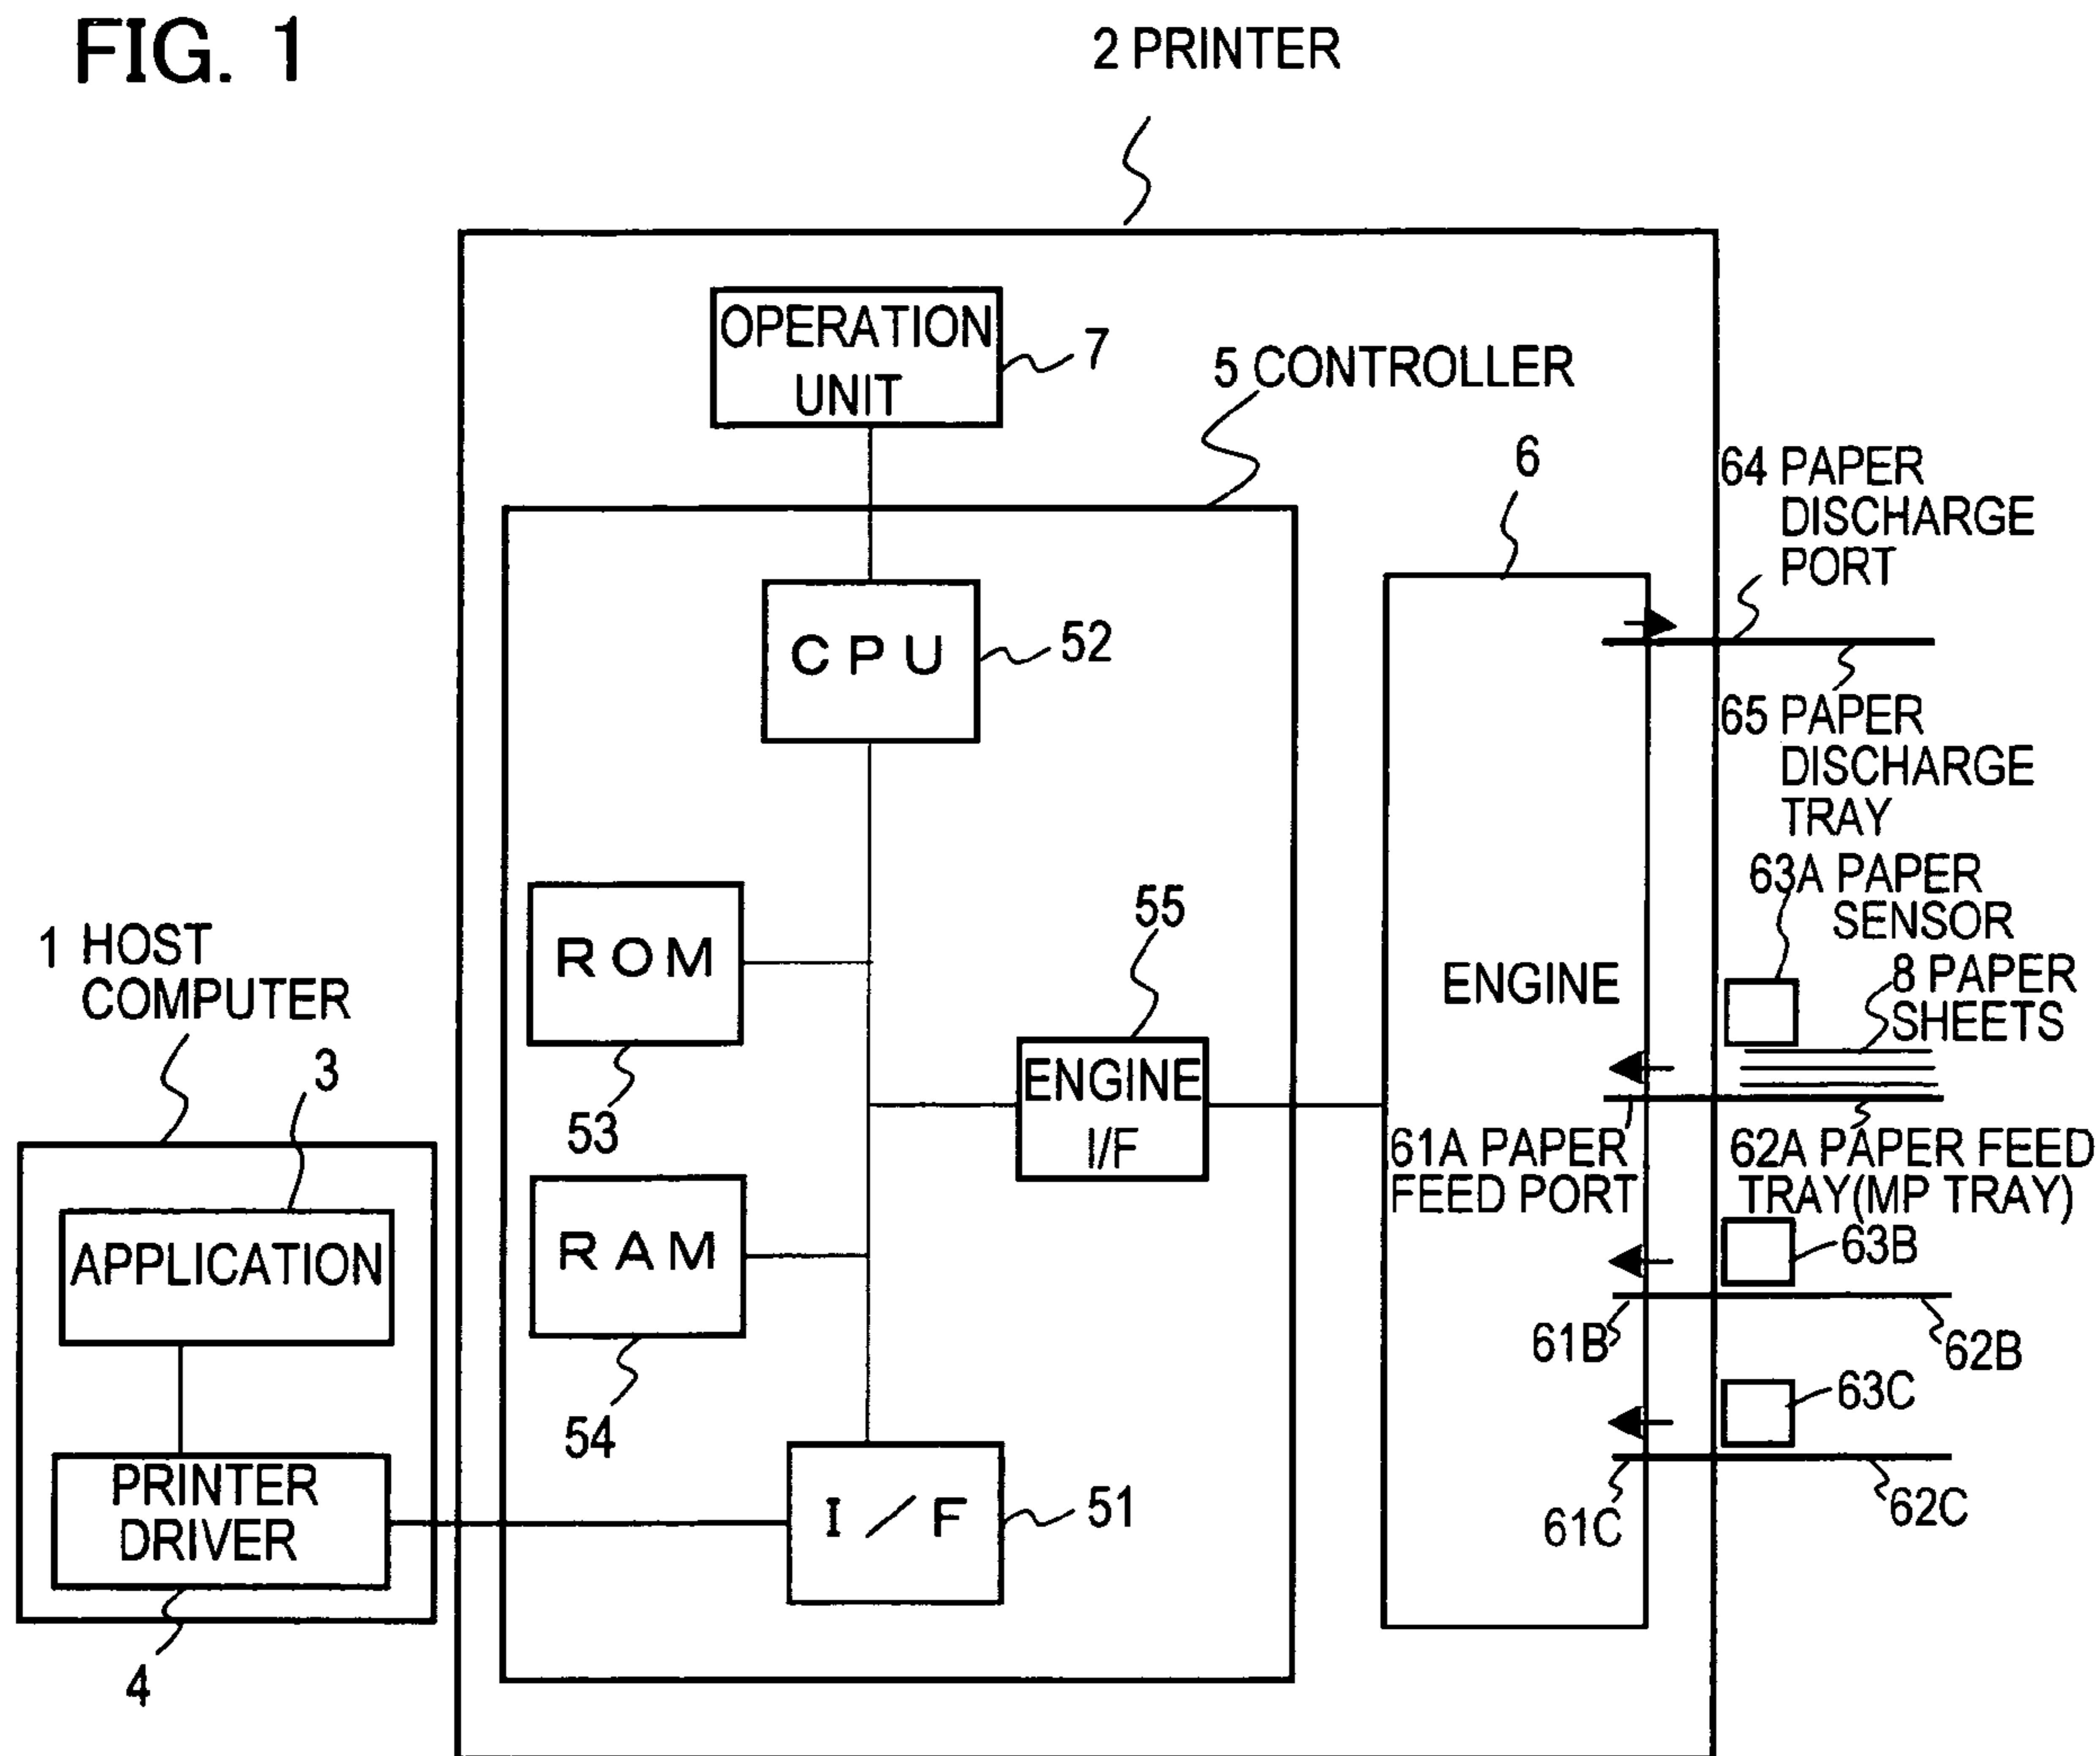 FIG. 1
2 PRINTER
OPERATION
UNIT
7
5 CONTROLLER
6
64 PAPER
DISCHARGE
PORT
CPU
52
65 PAPER
DISCHARGE
TRAY
63A PAPER
SENSOR
8 PAPER
SHEETS
ROM
53
55
ENGINE
I/F
ENGINE
1 HOST
COMPUTER
3
61A PAPER
FEED PORT
62A PAPER FEED
TRAY(MP TRAY)
APPLICATION
RAM
54
63B
61B
62B
63C
PRINTER
DRIVER
4
I/F
51
61C
62C